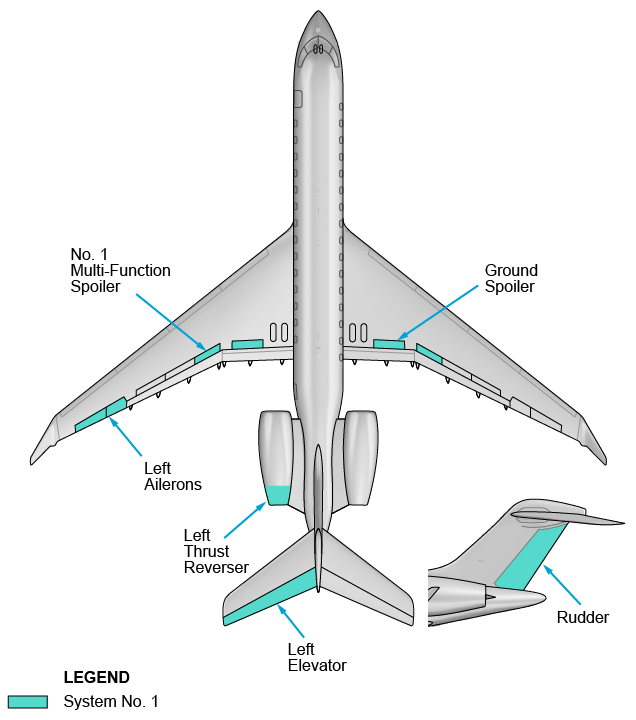 No. 1
Multi-Function
Spoiler
Ground
Spoiler
Left
Ailerons
Left
Thrust
Reverser
Rudder
Left
Elevator
LEGEND
System No. 1